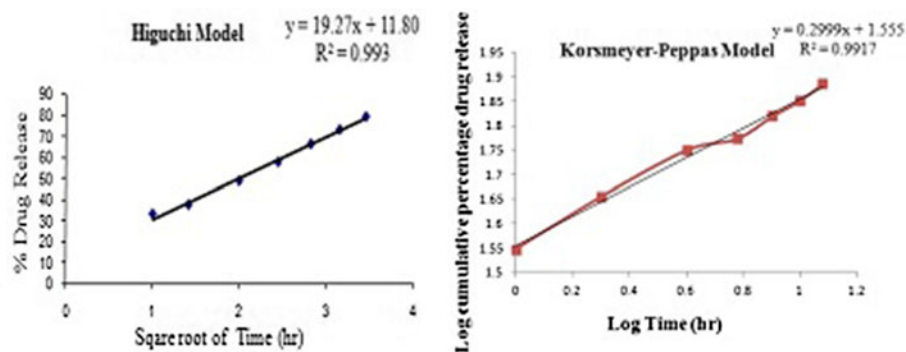 Higuchi Model
y = 19.27x + 11.80
R² = 0.993
% Drug Release
90
80
70
60
50
40
30
20
10
0
0 1 2 3 4
Sqareroot of Time (hr)
Korsmeyer-Peppas Model
y = 0.2999x + 1.555
R² = 0.9917
Log cumulative percentage drug release
1.95
1.9
1.85
1.8
1.75
1.7
1.65
1.6
1.55
1.5
0 0.2 0.4 0.6 0.8 1 1.2
Log Time (hr)